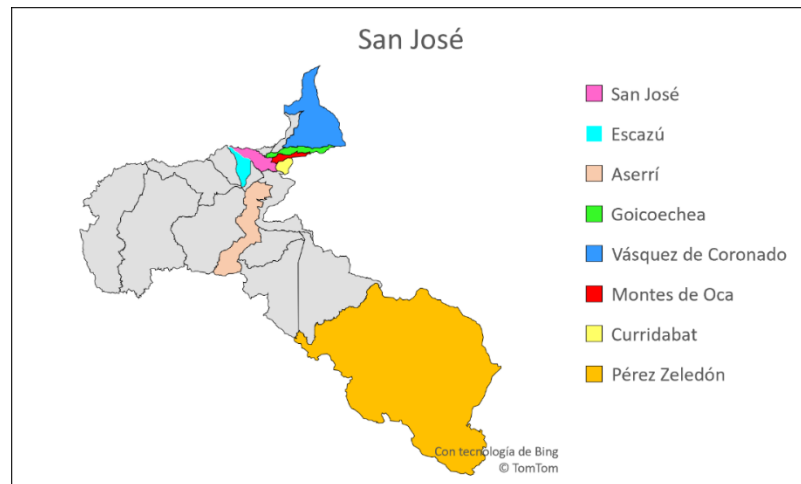 San José
San José
Escazú
Aserrí
Goicoechea
Vásquez de Coronado
Montes de Oca
Curridabat
Pérez Zeledón
Con tecnología de Bing
© TomTom